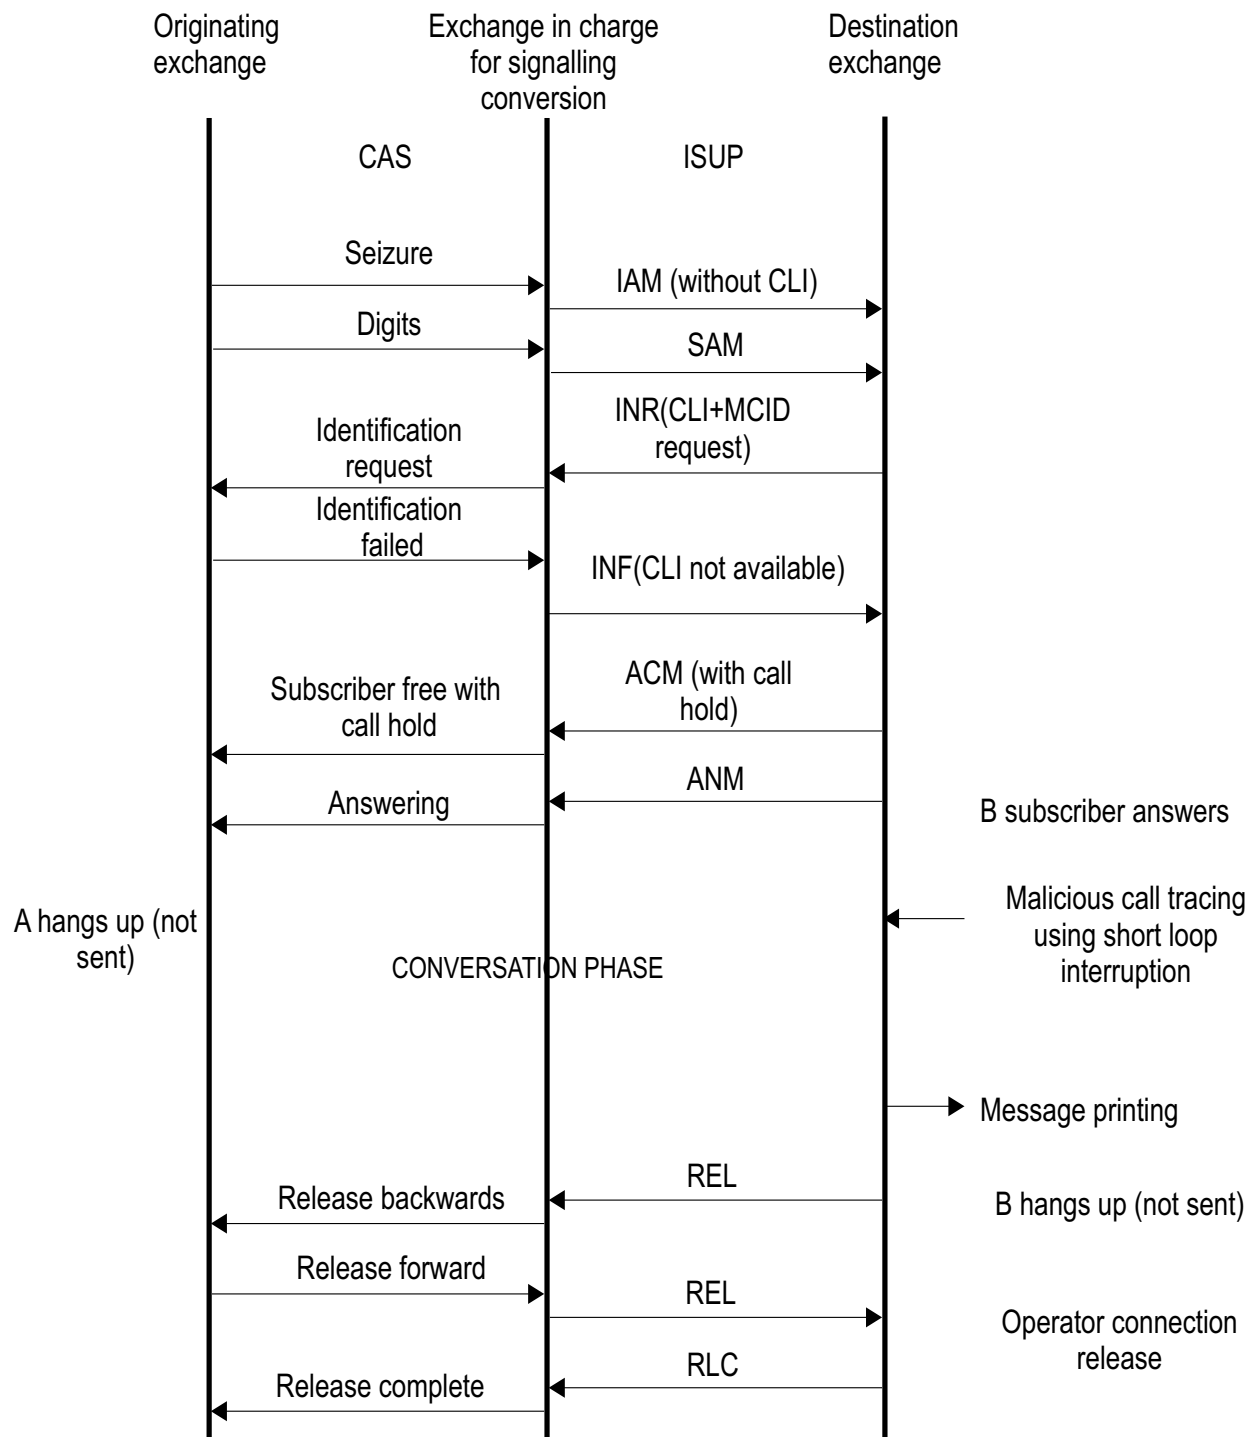 Originating
exchange
Exchange in charge
for signalling
conversion
Destination
exchange
CAS
ISUP
Seizure
IAM (without CLI)
Digits
SAM
INR(CLI+MCID
request)
Identification
request
Identification
failed
INF(CLI not available)
ACM (with call
hold)
Subscriber free with
call hold
ANM
Answering
B subscriber answers
A hangs up (not
sent)
Malicious call tracing
using short loop
interruption
CONVERSATION PHASE
Message printing
REL
Release backwards
B hangs up (not sent)
Release forward
REL
Operator connection
release
RLC
Release complete